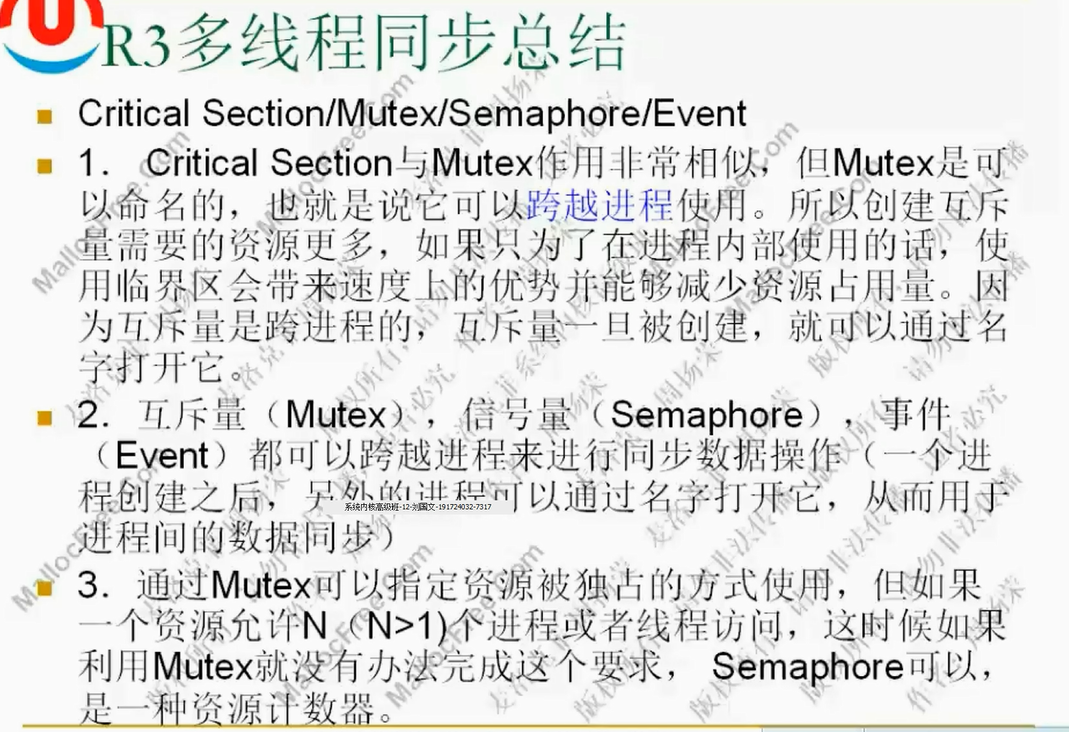 R3多线程同步总结
Critical Section/Mutex/Semaphore/Event
1. Critical Section与Mutex作用非常相似，但Mutex是可
以命名的，也就是说它可以跨越进程使用。所以创建互斥
量需要的资源更多，如果只为了在进程内部使用的话，使
用临界区会带来速度上的优势并能够减少资源占用量。因
为互斥量是跨进程的，互斥量一旦被创建，就可以通过名
字打开它。
2. 互斥量（Mutex），信号量（Semaphore），事件
（Event）都可以跨越进程来进行同步数据操作（一个进
程创建之后，另外的进程可以通过名字打开它，从而用于
系统内核高级班-12-刘国文-191724032-7317
进程间的数据同步）
3. 通过Mutex可以指定资源被独占的方式使用，但如果
一个资源允许N（N>1)个进程或者线程访问，这时候如果
利用Mutex就没有办法完成这个要求， Semaphore可以，
是一种资源计数器。
MallocFree.Com